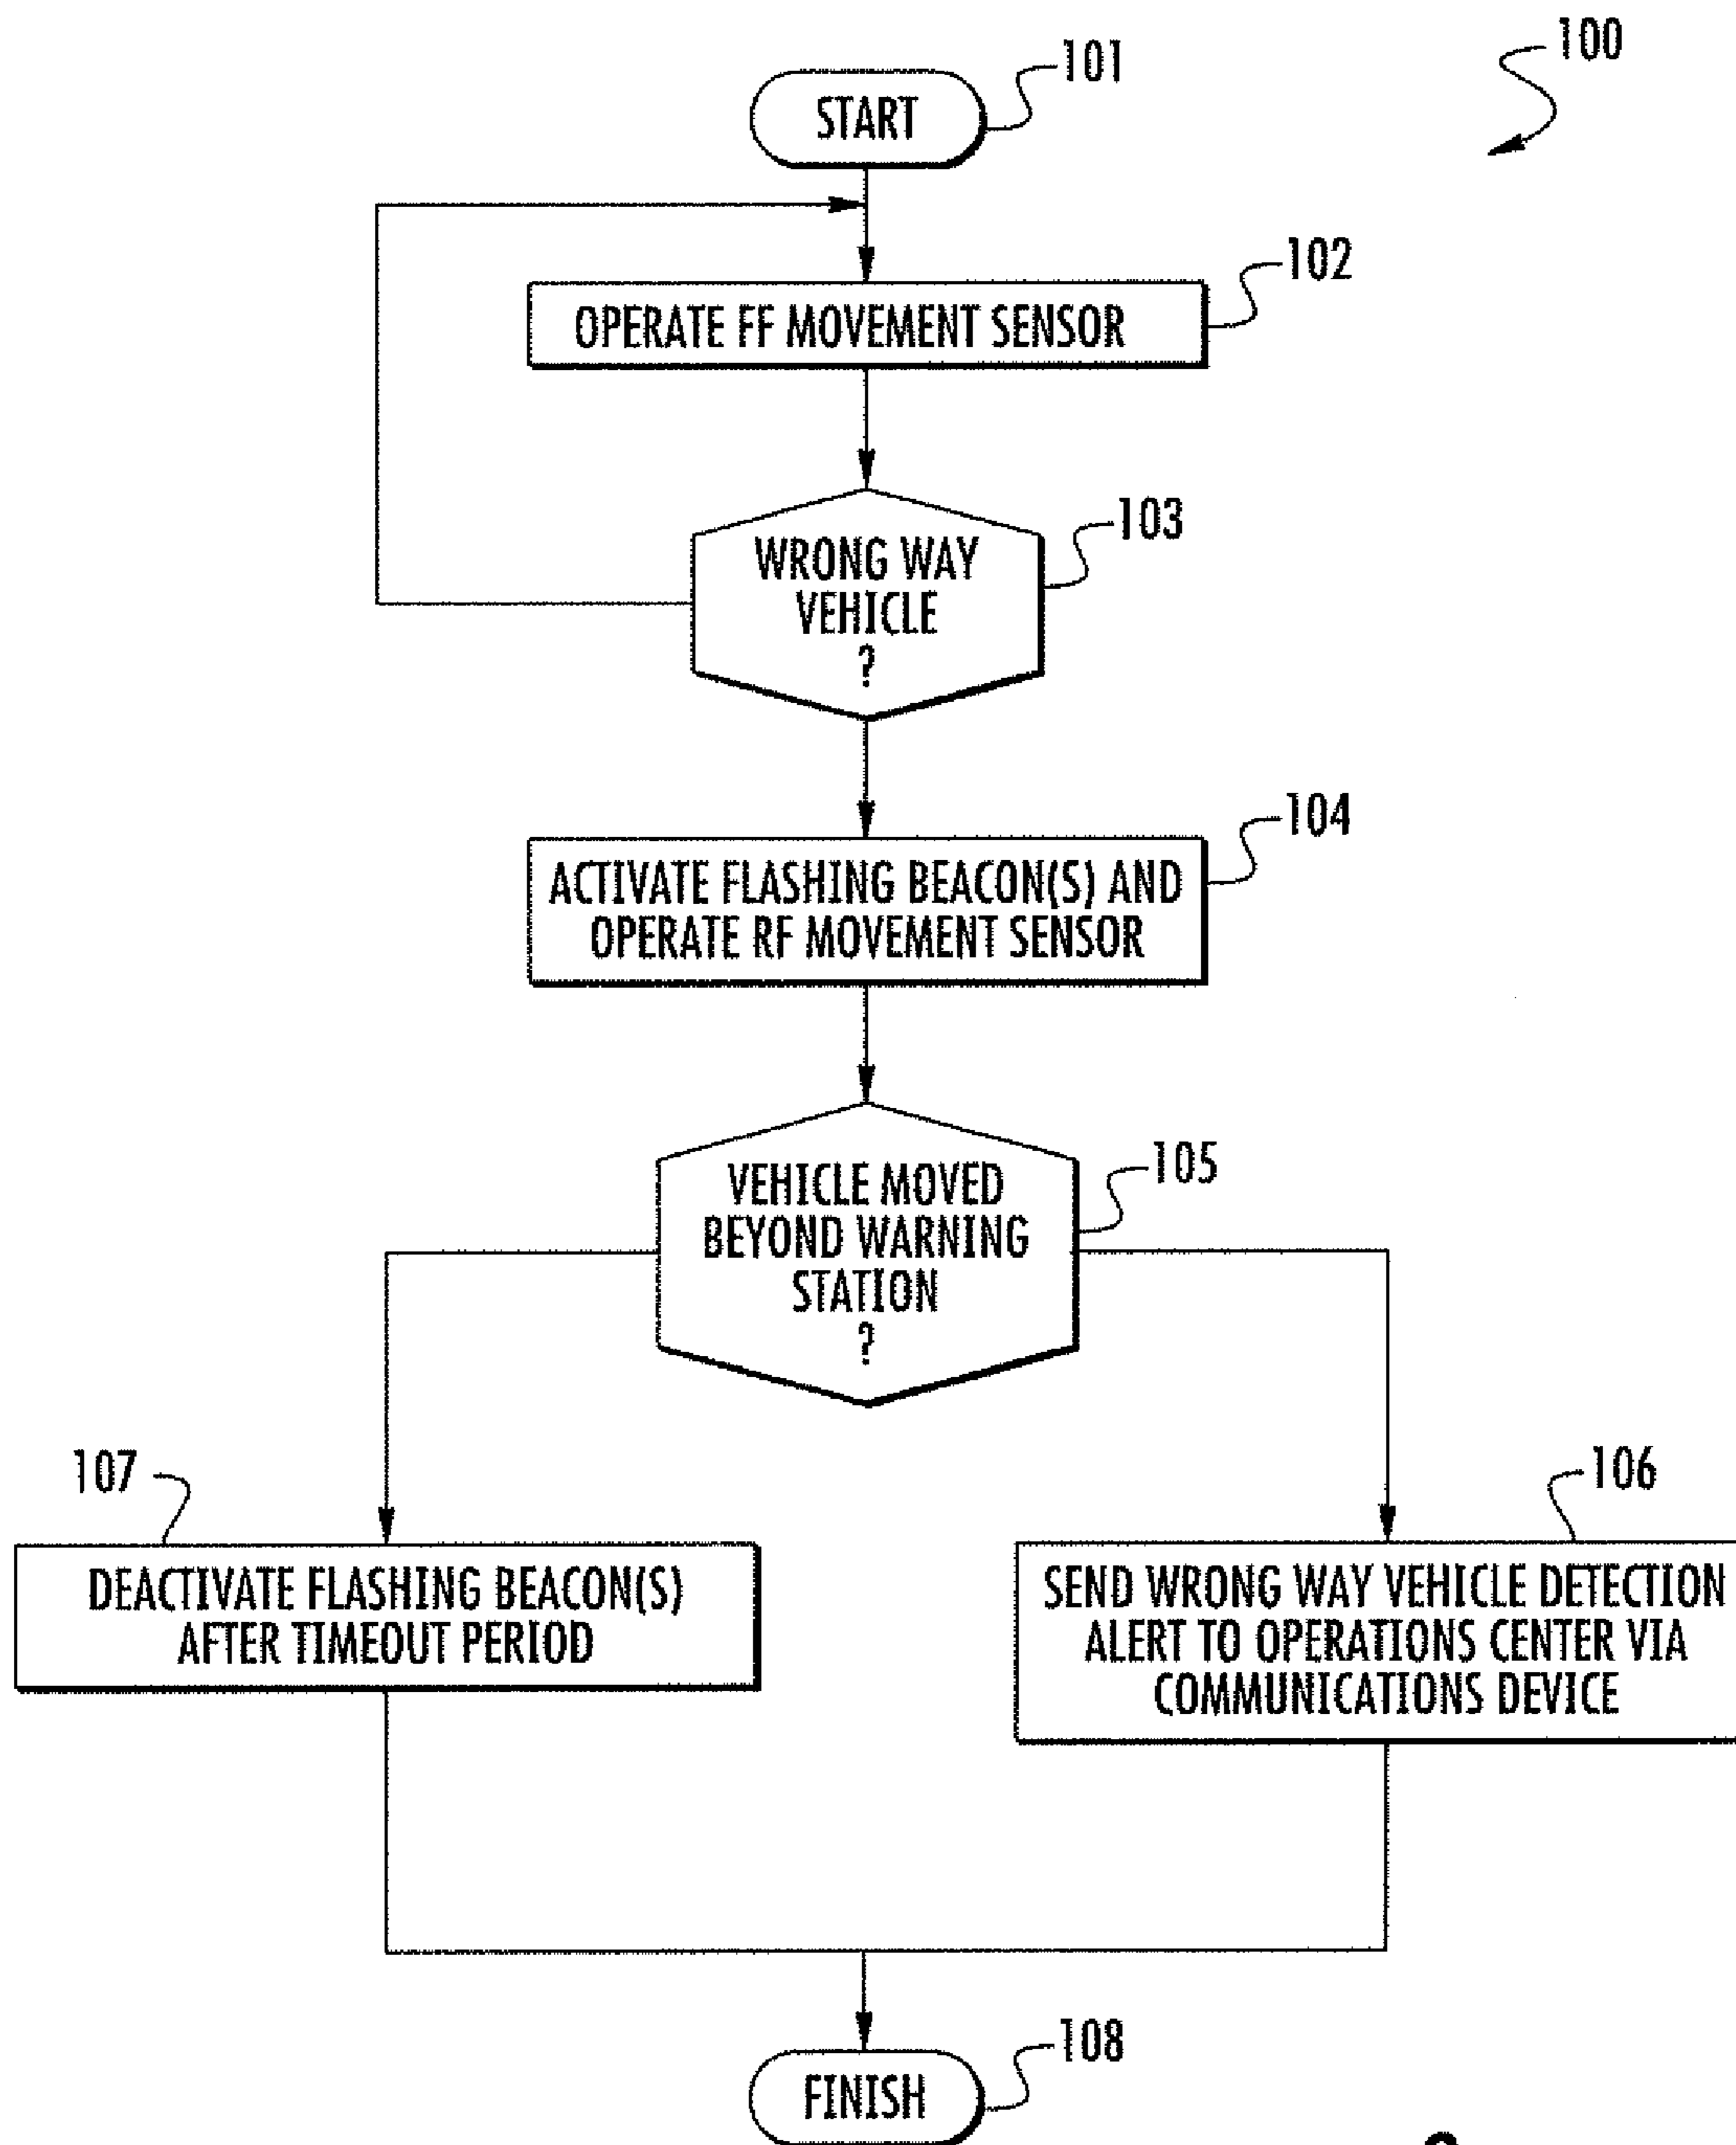 100
101
START
102
OPERATE FF MOVEMENT SENSOR
103
WRONG WAY
VEHICLE
?
104
ACTIVATE FLASHING BEACON(S) AND
OPERATE RF MOVEMENT SENSOR
105
VEHICLE MOVED
BEYOND WARNING
STATION
?
107
DEACTIVATE FLASHING BEACON(S)
AFTER TIMEOUT PERIOD
106
SEND WRONG WAY VEHICLE DETECTION
ALERT TO OPERATIONS CENTER VIA
COMMUNICATIONS DEVICE
108
FINISH